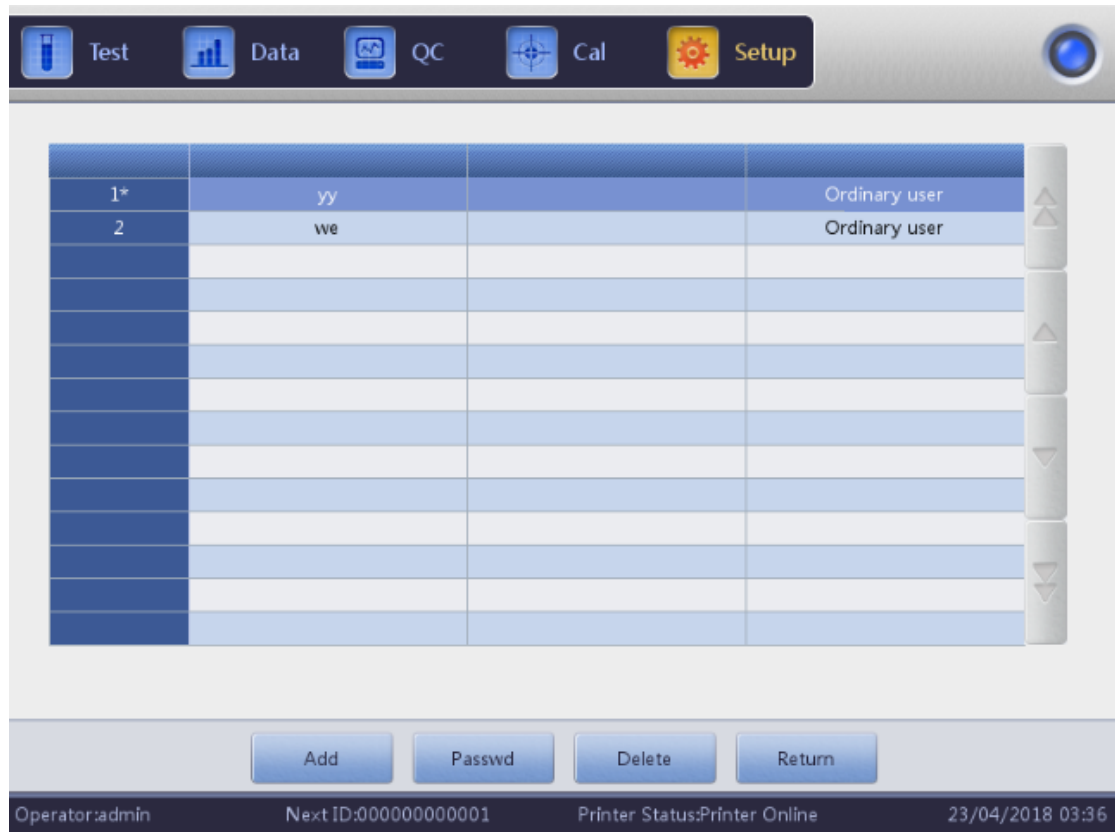 Test Data QC Cal Setup
1* yy Ordinary user
2 we Ordinary user
Add Passwd Delete Return
Operator:admin Next ID:000000000001 Printer Status:Printer Online 23/04/2018 03:36